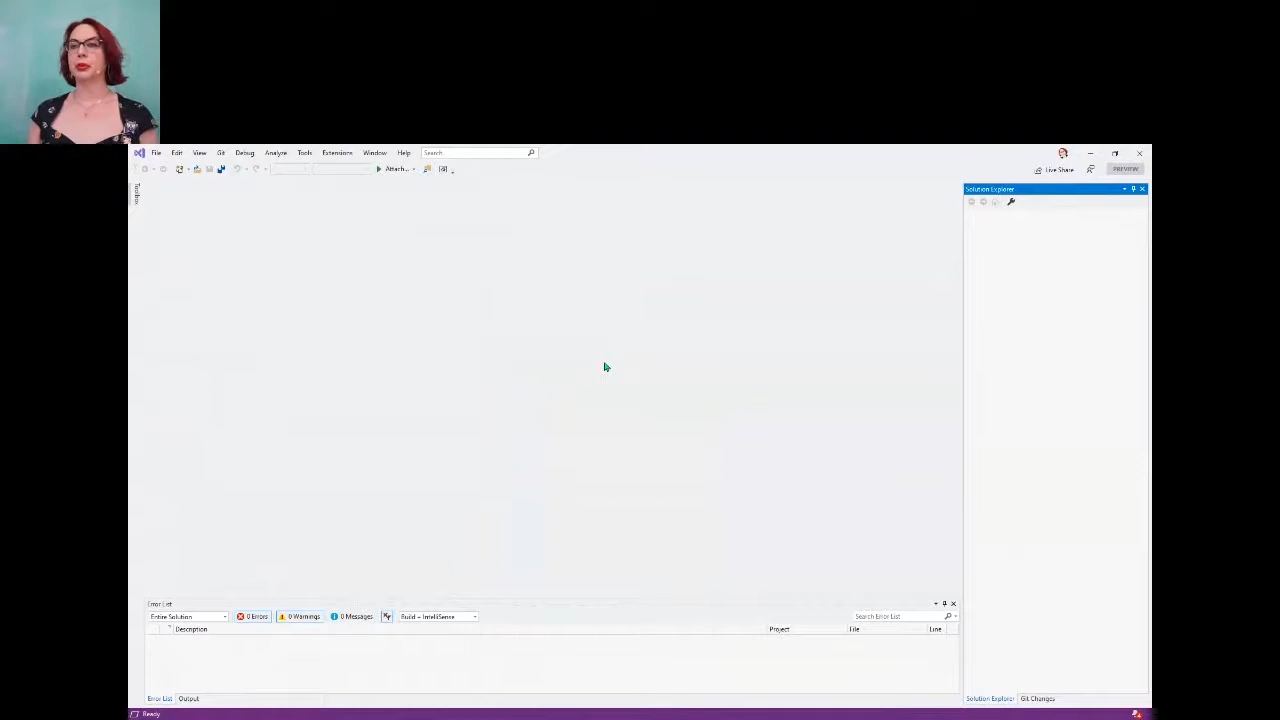 File Edit View Git Debug Analyze Tools Extensions Window Help Search
Attach... Live Share PREVIEW
Toolbox
Solution Explorer
Error List
Entire Solution 0 Errors 0 Warnings 0 Messages Build + IntelliSense Search Error List
Description Project File Line
Error List Output Solution Explorer Git Changes
Ready